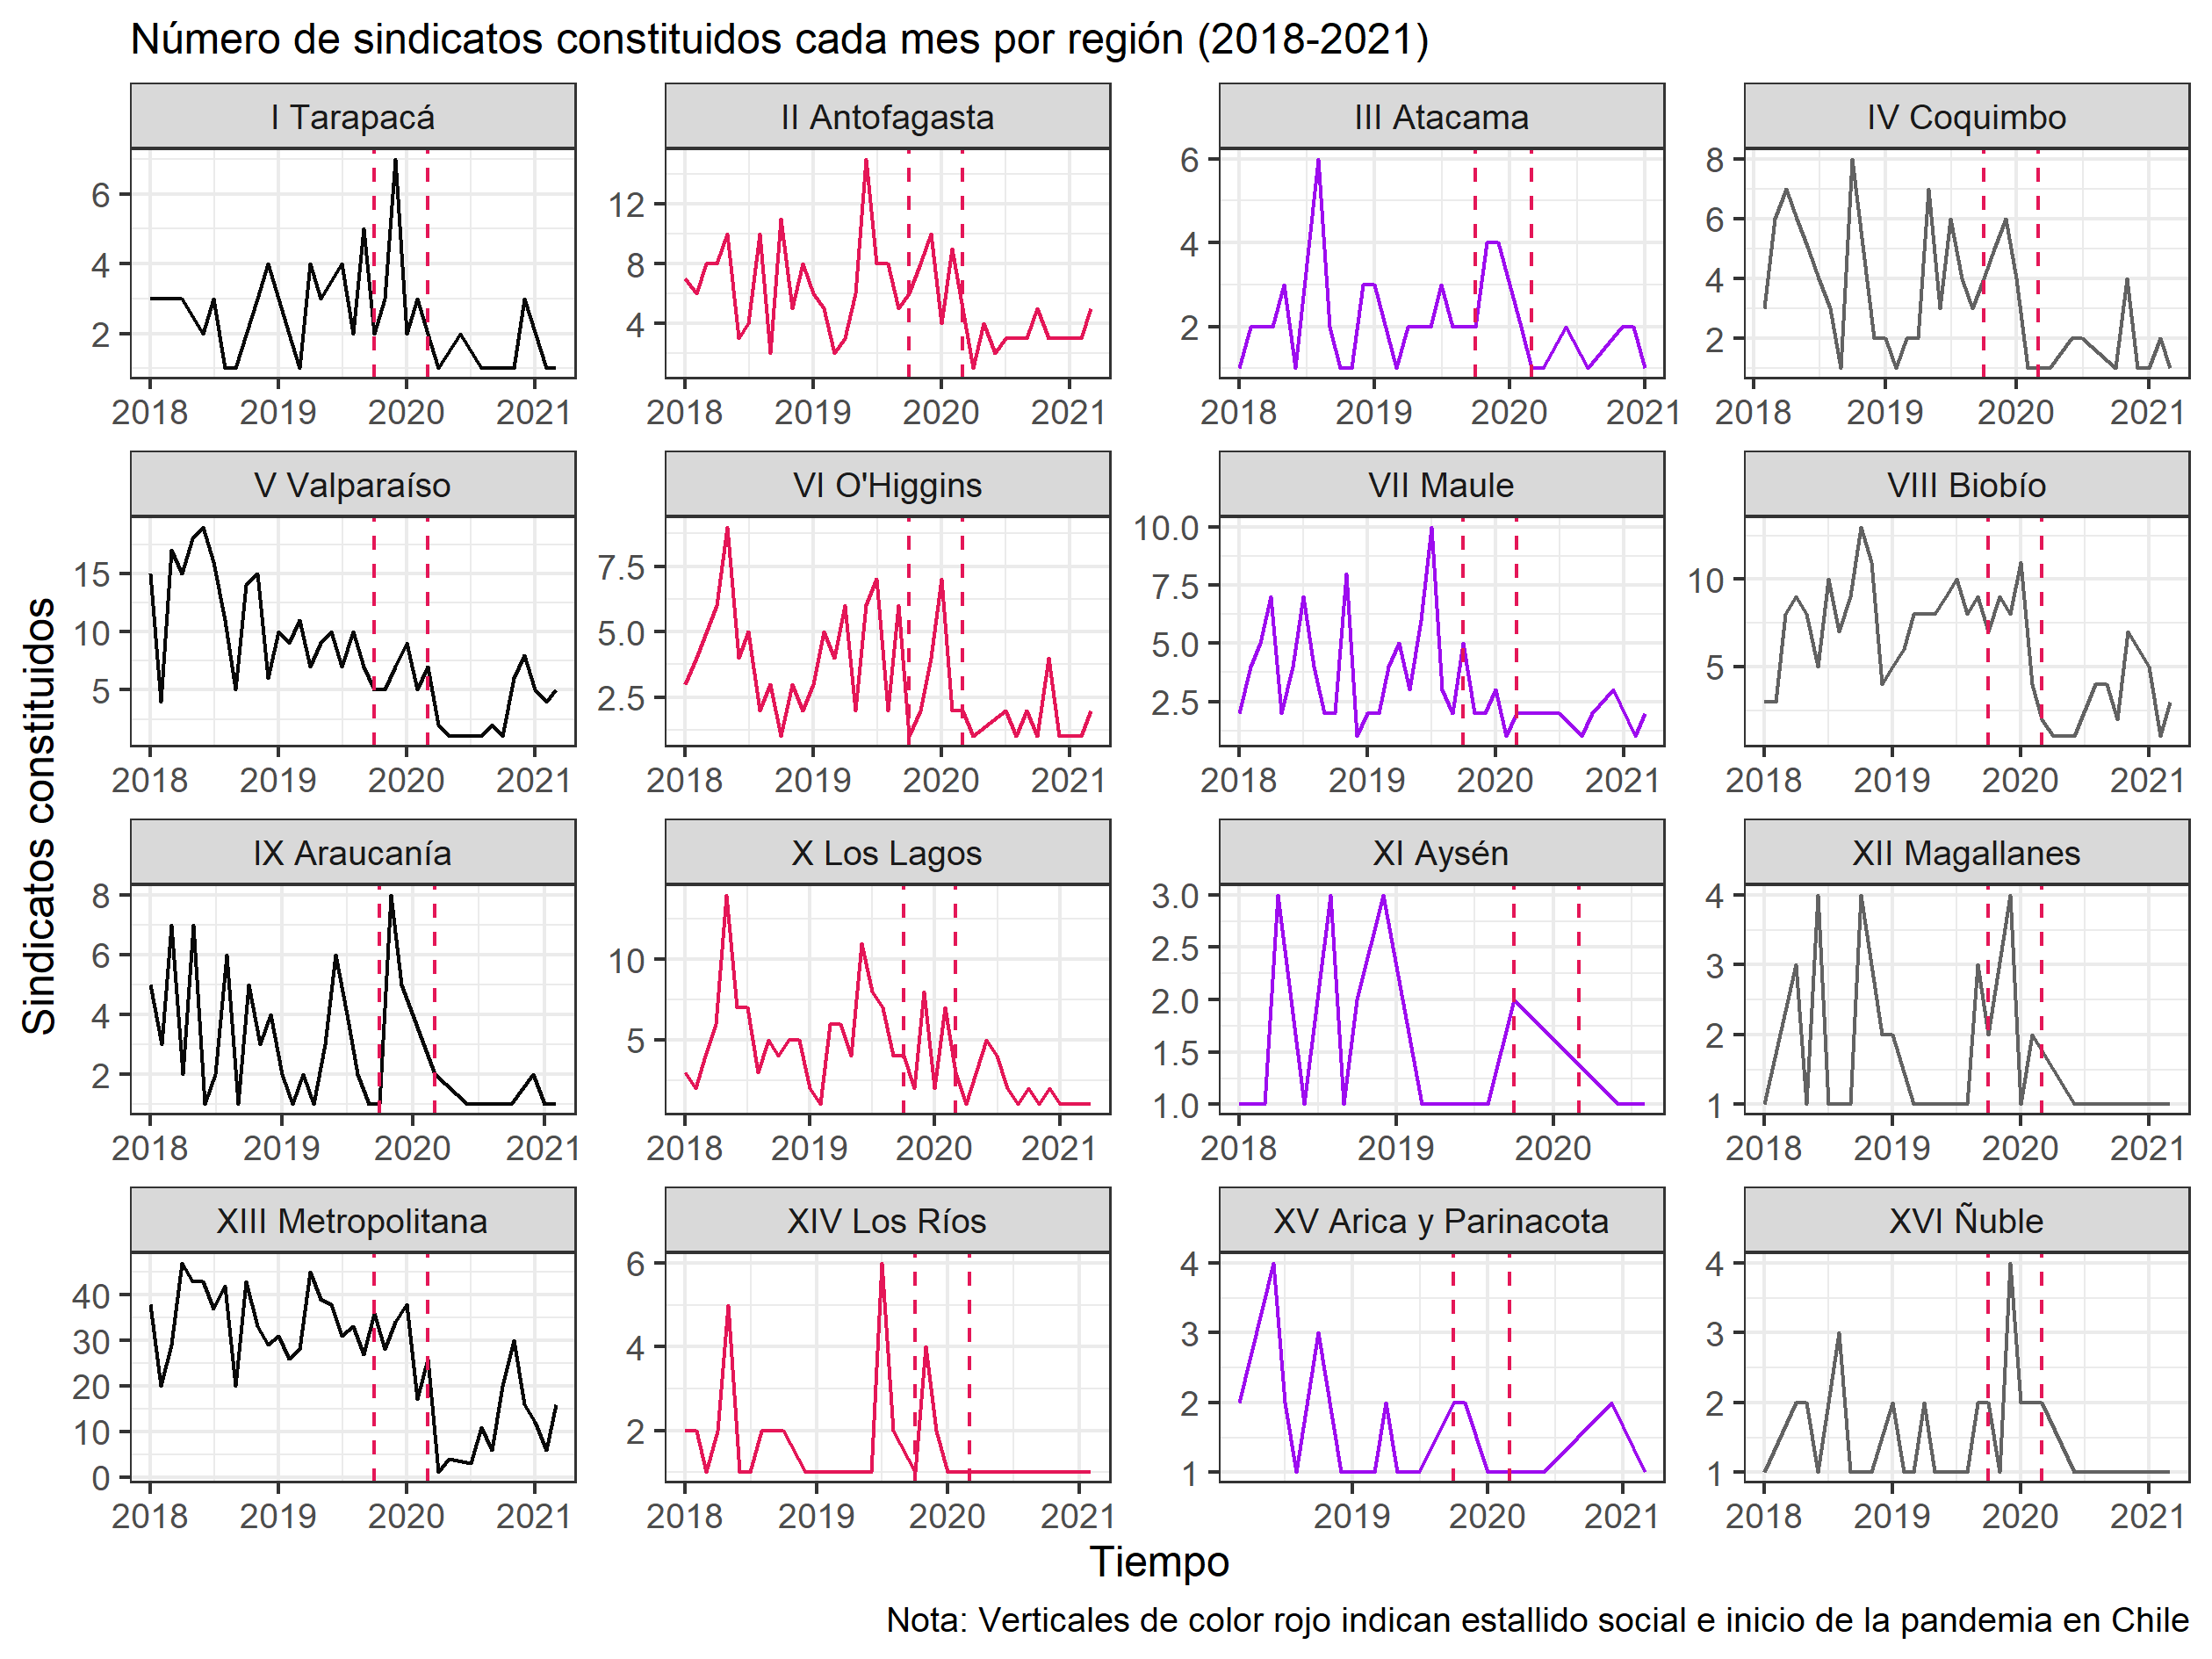 Número de sindicatos constituidos cada mes por región (2018-2021)
I Tarapacá
II Antofagasta
III Atacama
IV Coquimbo
6
4
2
12
8
4
6
4
2
8
6
4
2
2018 2019 2020 2021
2018 2019 2020 2021
2018 2019 2020 2021
2018 2019 2020 2021
V Valparaíso
VI O'Higgins
VII Maule
VIII Biobío
15
10
5
7.5
5.0
2.5
10.0
7.5
5.0
2.5
10
5
2018 2019 2020 2021
2018 2019 2020 2021
2018 2019 2020 2021
2018 2019 2020 2021
Sindicatos constituidos
IX Araucanía
X Los Lagos
XI Aysén
XII Magallanes
8
6
4
2
10
5
3.0
2.5
2.0
1.5
1.0
4
3
2
1
2018 2019 2020 2021
2018 2019 2020 2021
2018 2019 2020
2018 2019 2020 2021
XIII Metropolitana
XIV Los Ríos
XV Arica y Parinacota
XVI Ñuble
40
30
20
10
0
6
4
2
4
3
2
1
4
3
2
1
2018 2019 2020 2021
2018 2019 2020 2021
2019 2020 2021
2018 2019 2020 2021
Tiempo
Nota: Verticales de color rojo indican estallido social e inicio de la pandemia en Chile